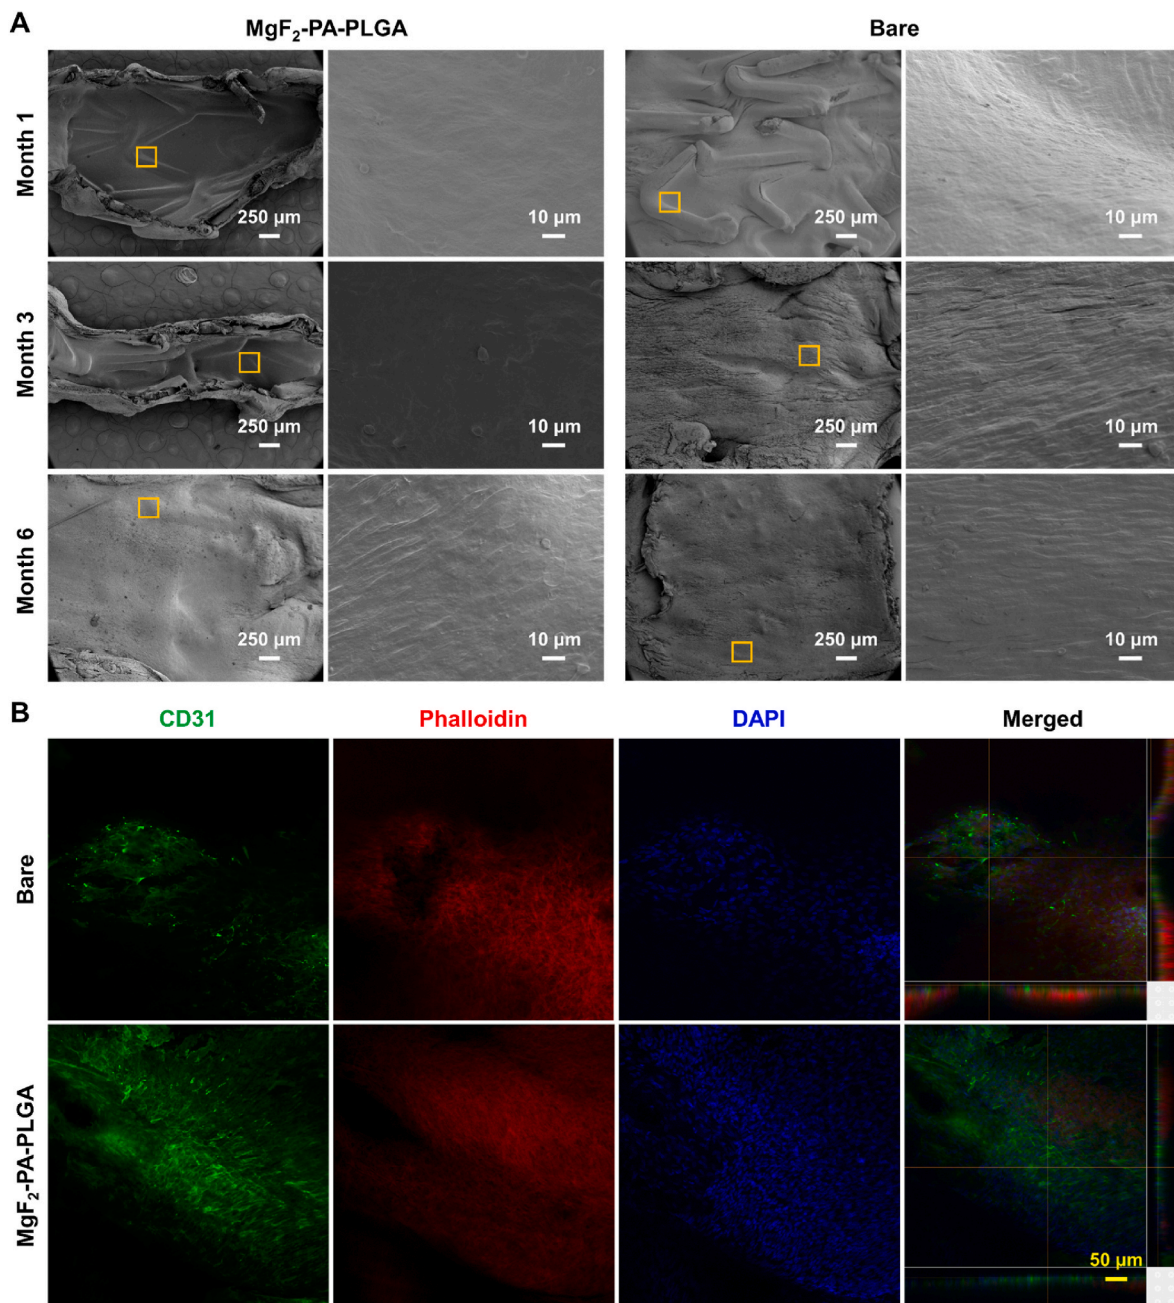 A
MgF₂-PA-PLGA
Bare
Month 1
250 µm
10 µm
250 µm
10 µm
Month 3
250 µm
10 µm
250 µm
10 µm
Month 6
250 µm
10 µm
250 µm
10 µm
B
CD31
Phalloidin
DAPI
Merged
Bare
MgF₂-PA-PLGA
50 µm